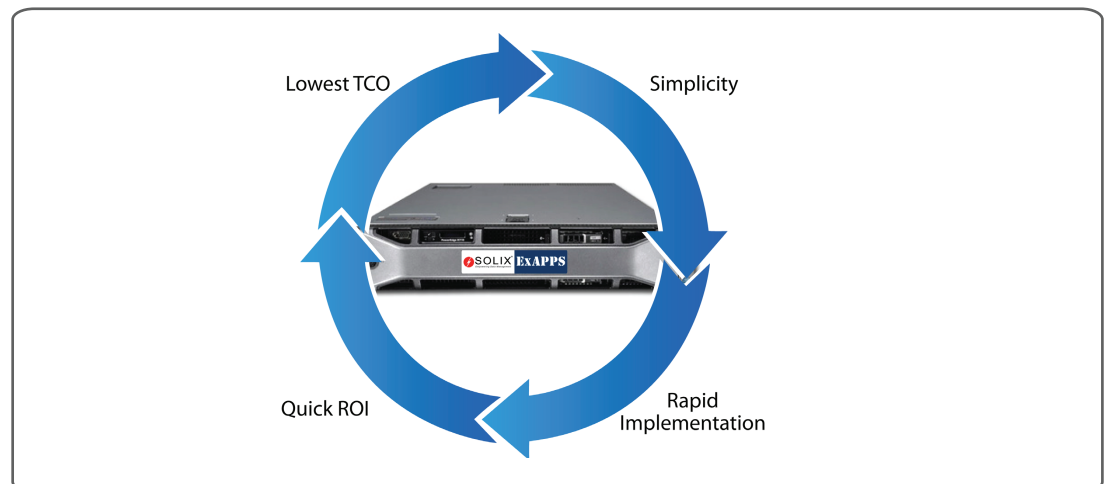 Lowest TCO
Simplicity
SOLIX ExAPPS
Quick ROI
Rapid
Implementation